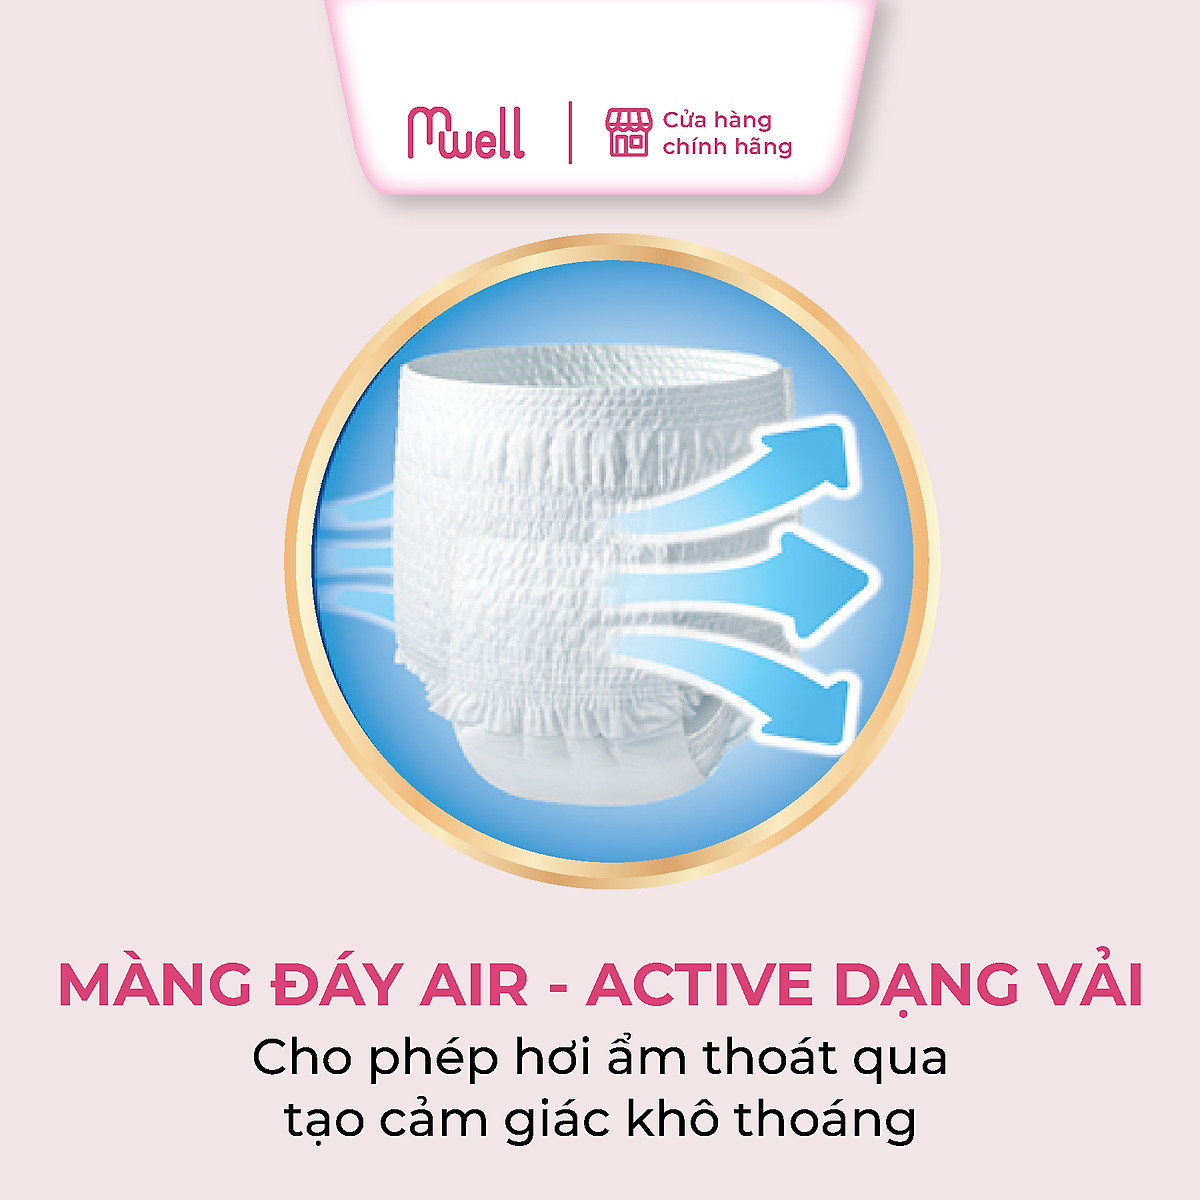 mwell
Cửa hàng
chính hãng
MÀNG ĐÁY AIR - ACTIVE DẠNG VẢI
Cho phép hơi ẩm thoát qua
tạo cảm giác khô thoáng